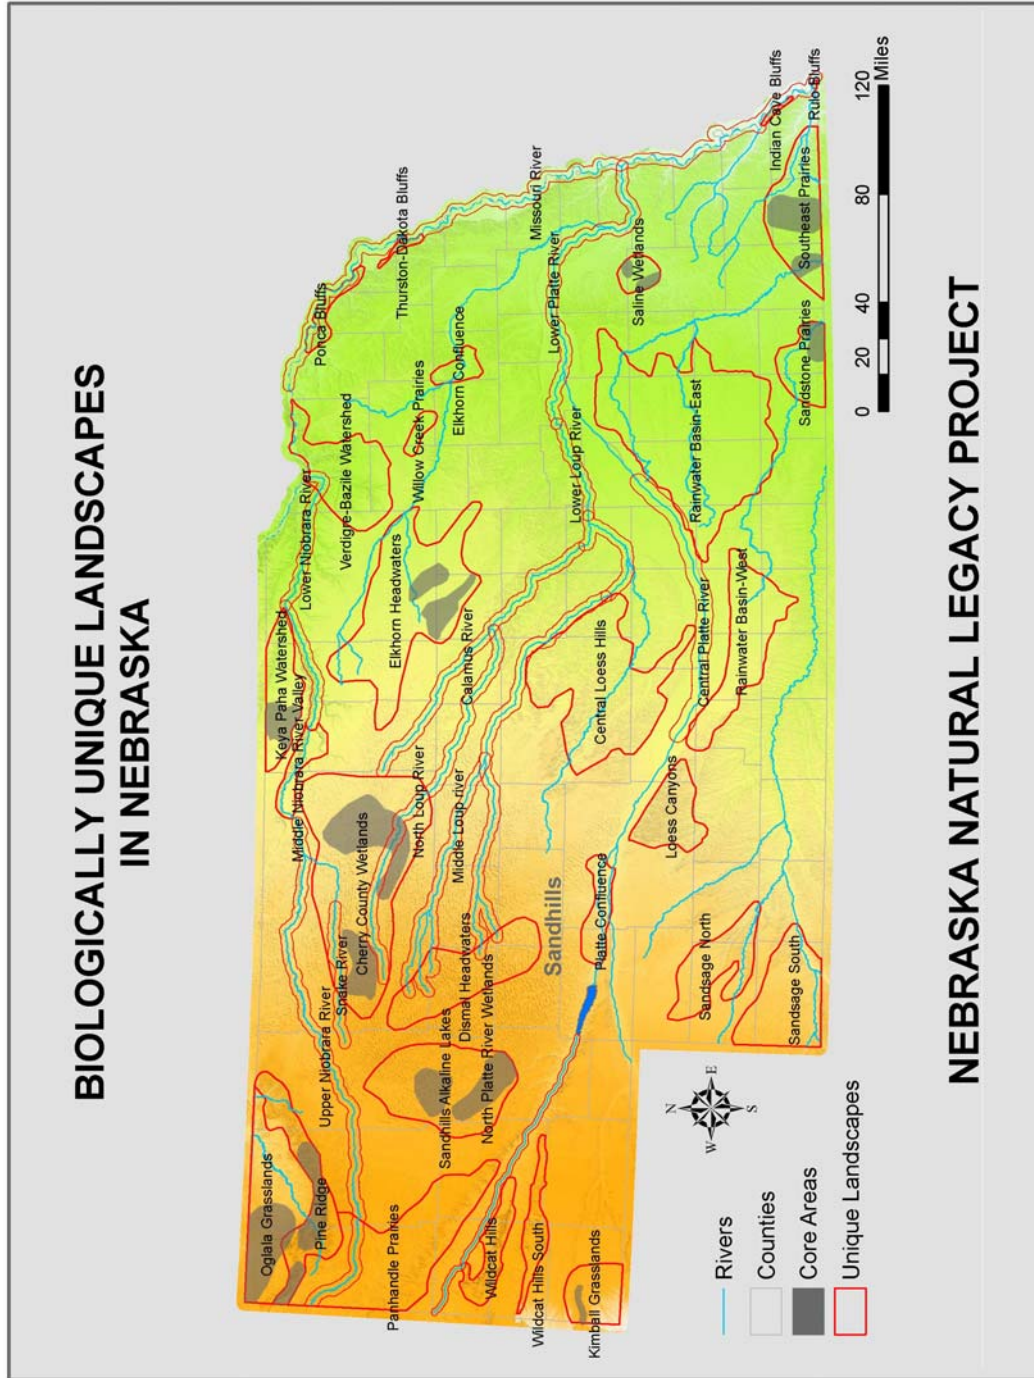 BIOLOGICALLY UNIQUE LANDSCAPES
IN NEBRASKA
Oglala Grasslands
Pine Ridge
Upper Niobrara River
Panhandle Prairies
Snake River
Cherry County Wetlands
Middle Niobrara River Valley
Keya Paha Watershed
Lower Niobrara River
Verdigre-Bazile Watershed
Ponca Bluffs
Thurston-Dakota Bluffs
Elkhorn Headwaters
Willow Creek Prairies
Elkhorn Confluence
Missouri River
Calamus River
North Loup River
Middle Loup river
Dismal Headwaters
Sandhills Alkaline Lakes
North Platte River Wetlands
Wildcat Hills
Wildcat Hills South
Kimball Grasslands
Sandhills
Platte Confluence
Central Loess Hills
Lower Loup River
Lower Platte River
Saline Wetlands
Loess Canyons
Central Platte River
Rainwater Basin-West
Rainwater Basin-East
Sandsage North
Sandsage South
Sandstone Prairies
Southeast Prairies
Indian Cave Bluffs
Rulo Bluffs
N
W
E
S
Rivers
Counties
Core Areas
Unique Landscapes
0 20 40 80 120
Miles
NEBRASKA NATURAL LEGACY PROJECT